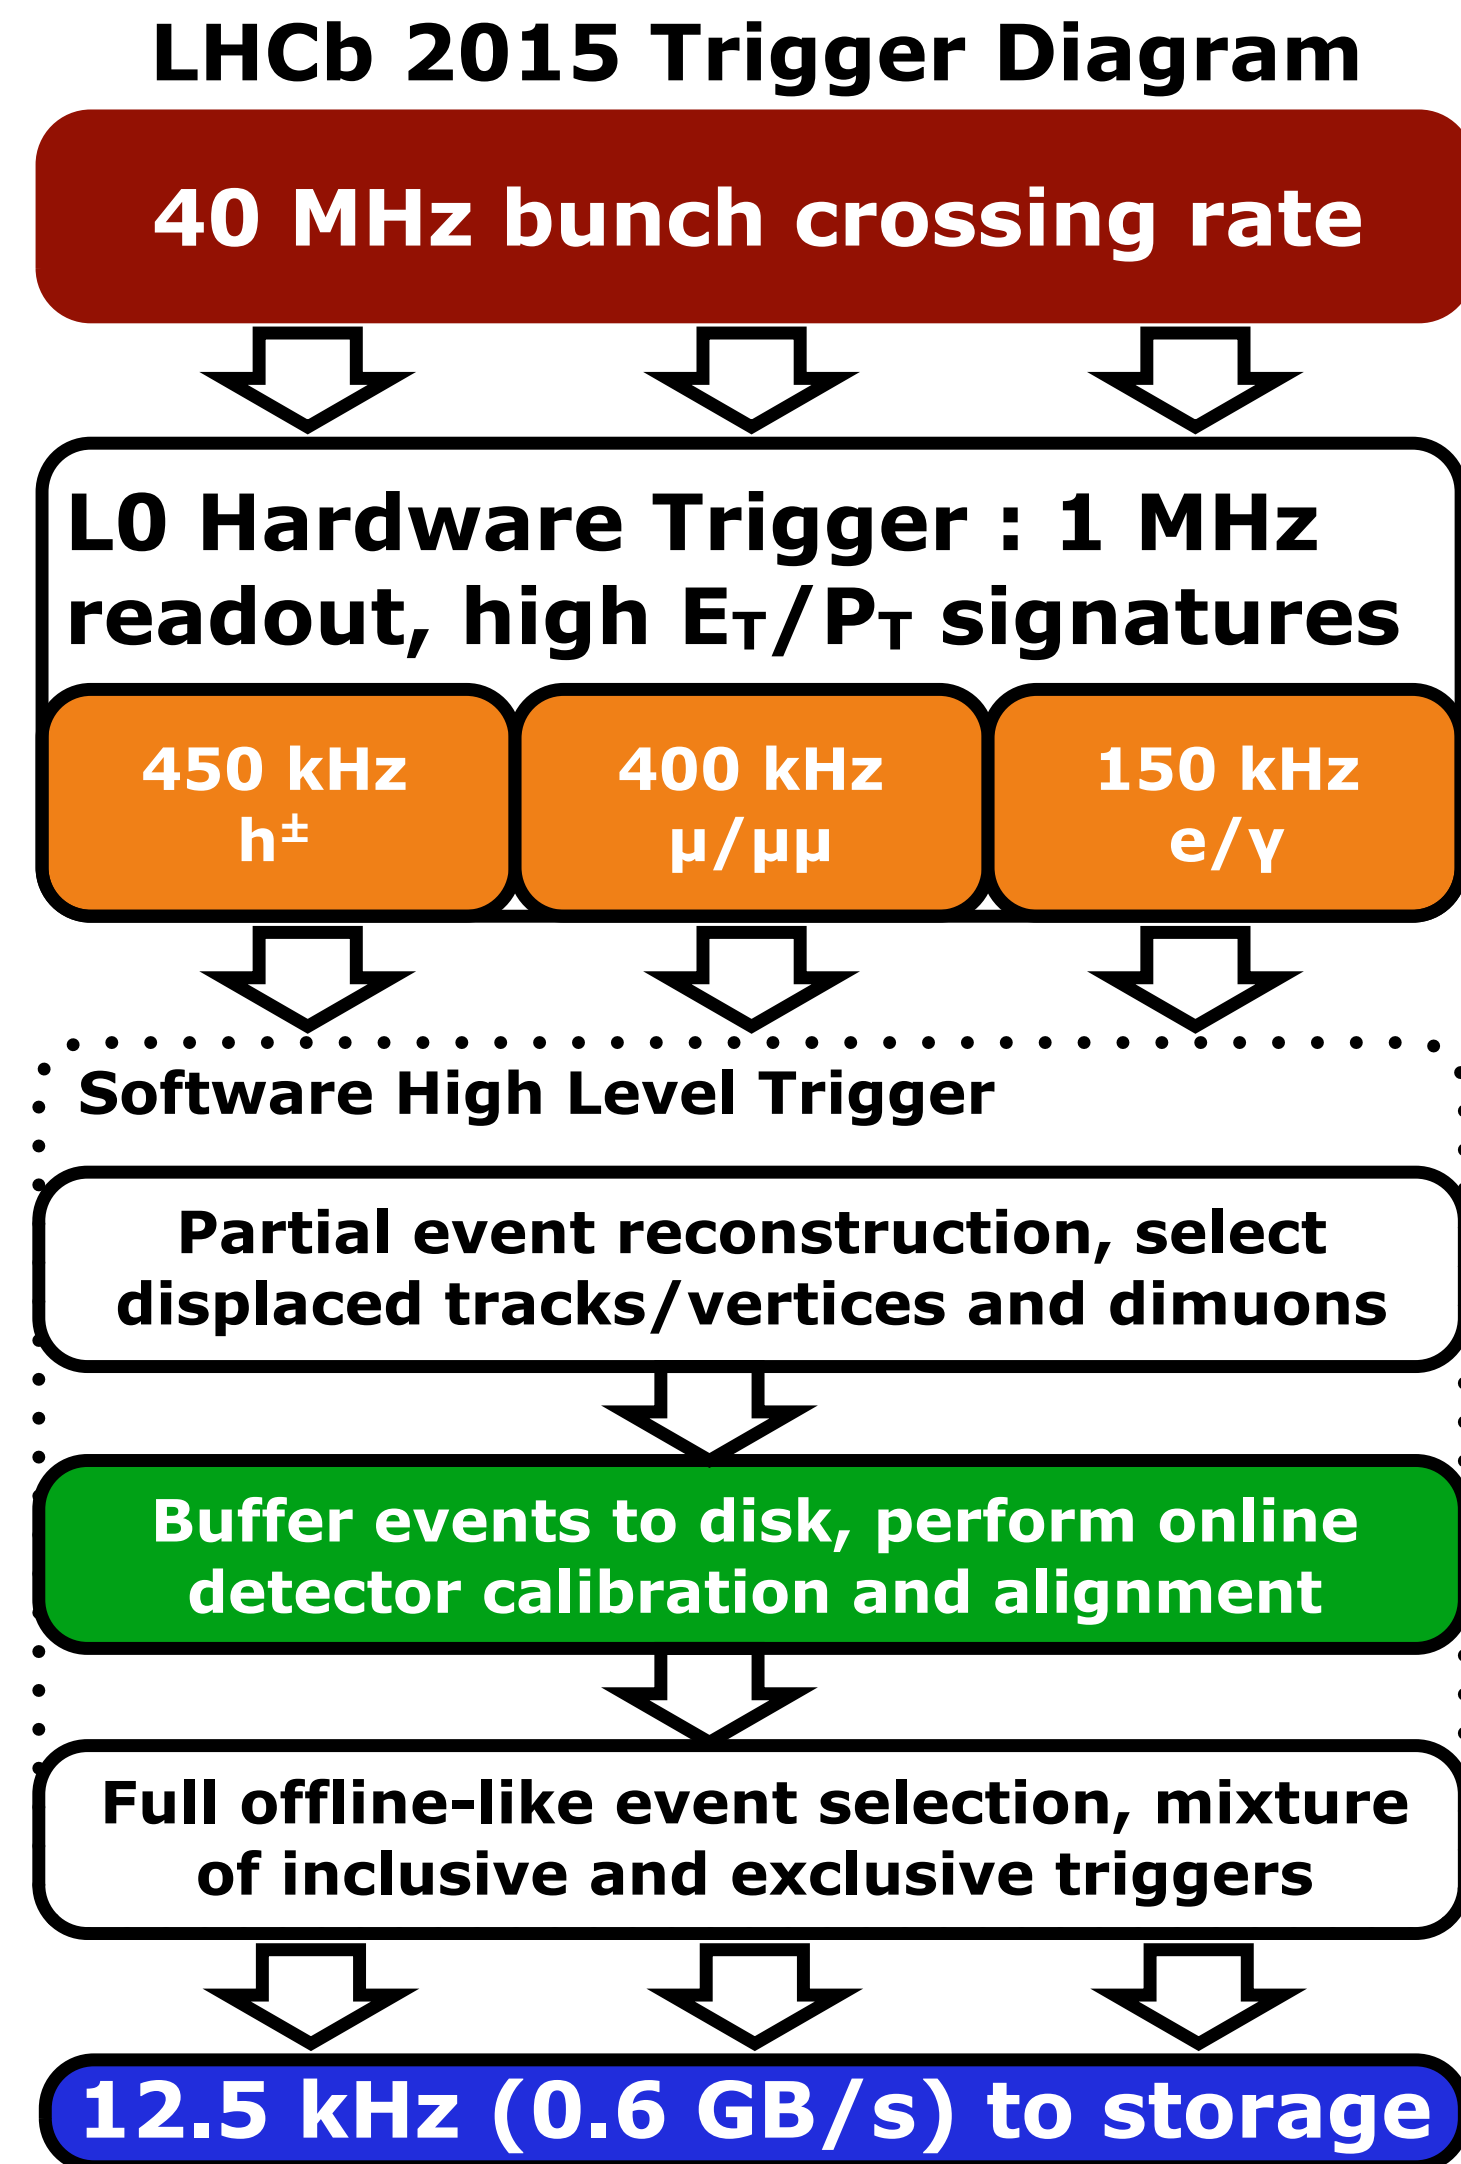 LHCb 2015 Trigger Diagram
40 MHz bunch crossing rate
L0 Hardware Trigger : 1 MHz
readout, high E_T/P_T signatures
450 kHz
h±
400 kHz
μ/μμ
150 kHz
e/γ
Software High Level Trigger
Partial event reconstruction, select
displaced tracks/vertices and dimuons
Buffer events to disk, perform online
detector calibration and alignment
Full offline-like event selection, mixture
of inclusive and exclusive triggers
12.5 kHz (0.6 GB/s) to storage